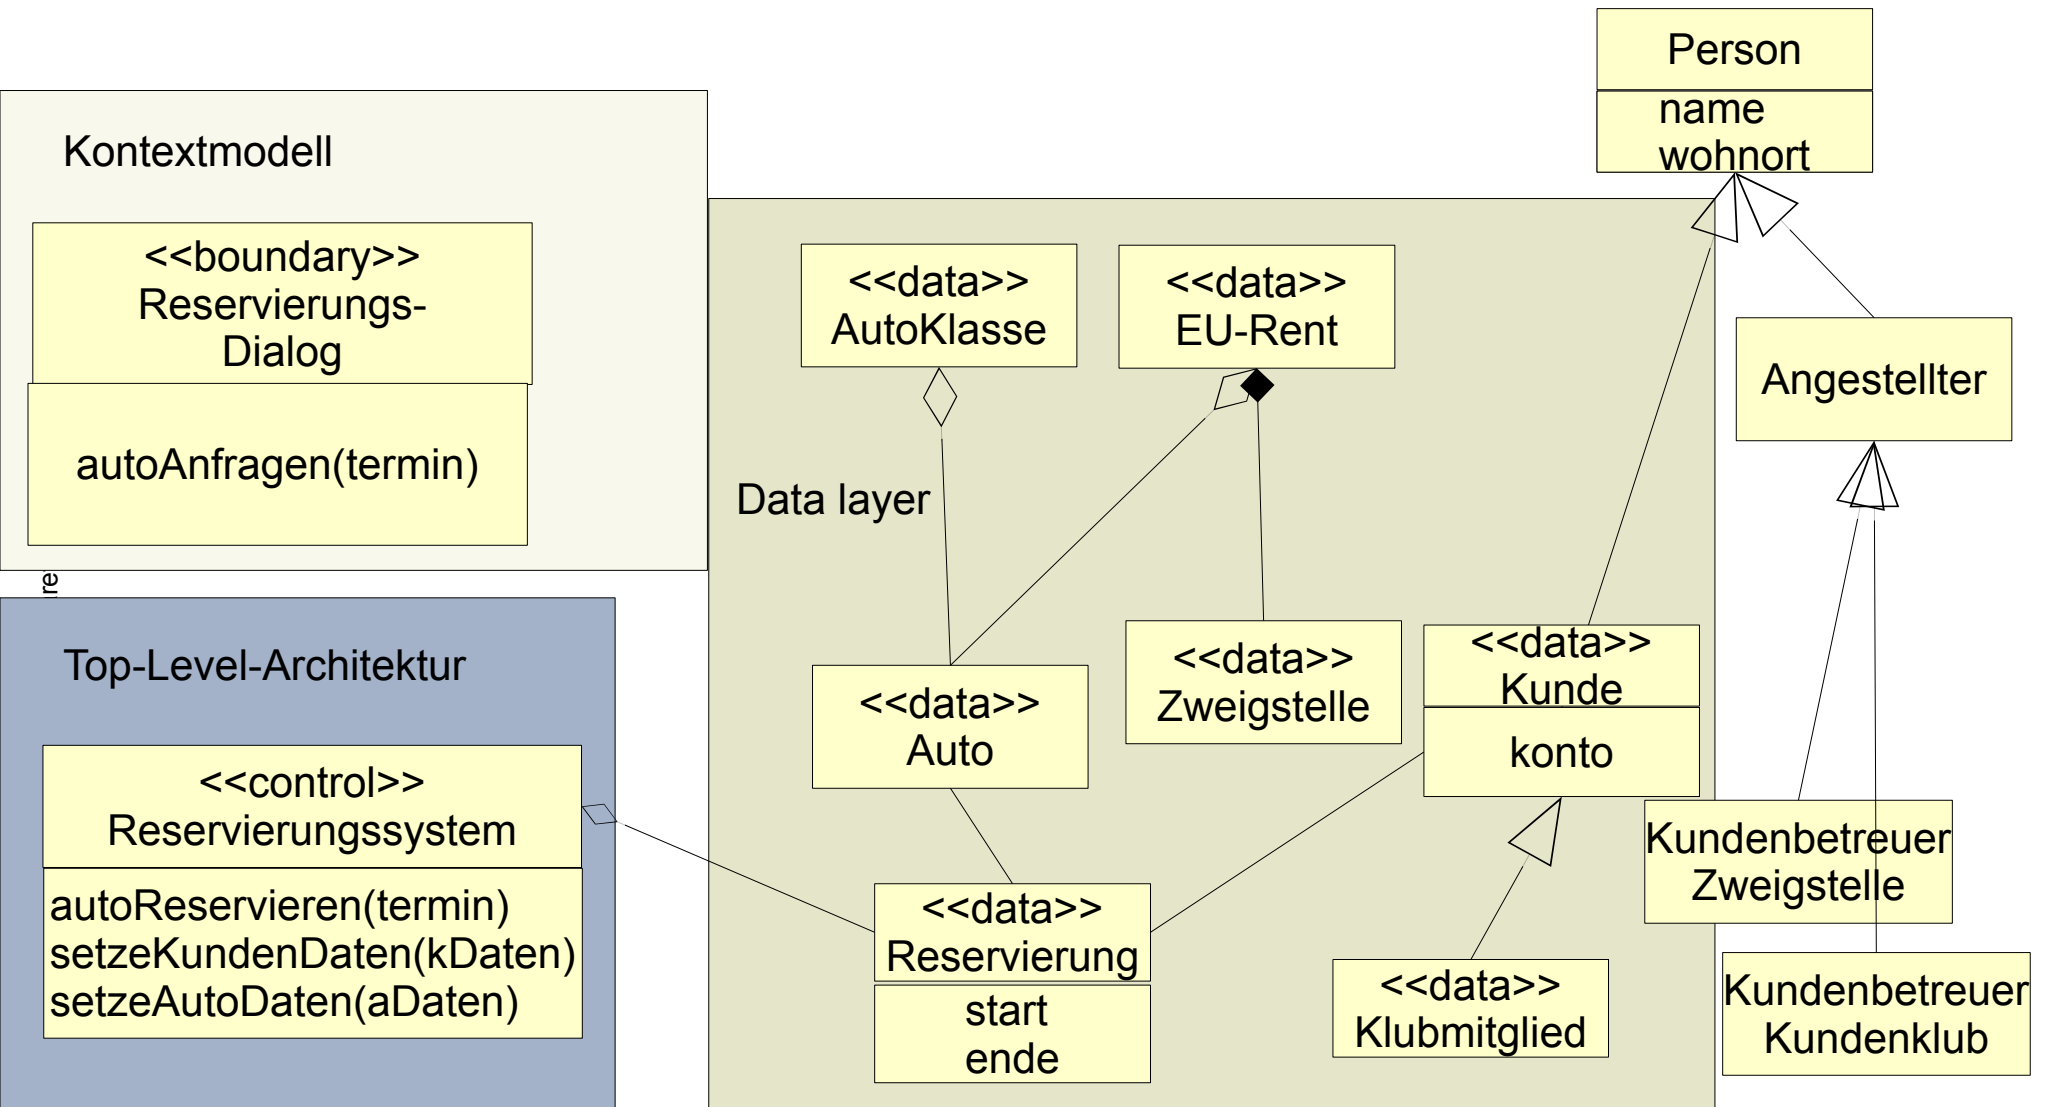 Person
name
wohnort
Kontextmodell
<<boundary>>
Reservierungs-
Dialog
autoAnfragen(termin)
<<data>>
AutoKlasse
<<data>>
EU-Rent
Angestellter
Data layer
re
Top-Level-Architektur
<<control>>
Reservierungssystem
autoReservieren(termin)
setzeKundenDaten(kDaten)
setzeAutoDaten(aDaten)
<<data>>
Auto
<<data>>
Zweigstelle
<<data>>
Kunde
konto
<<data>>
Reservierung
start
ende
<<data>>
Klubmitglied
Kundenbetreuer
Zweigstelle
Kundenbetreuer
Kundenklub